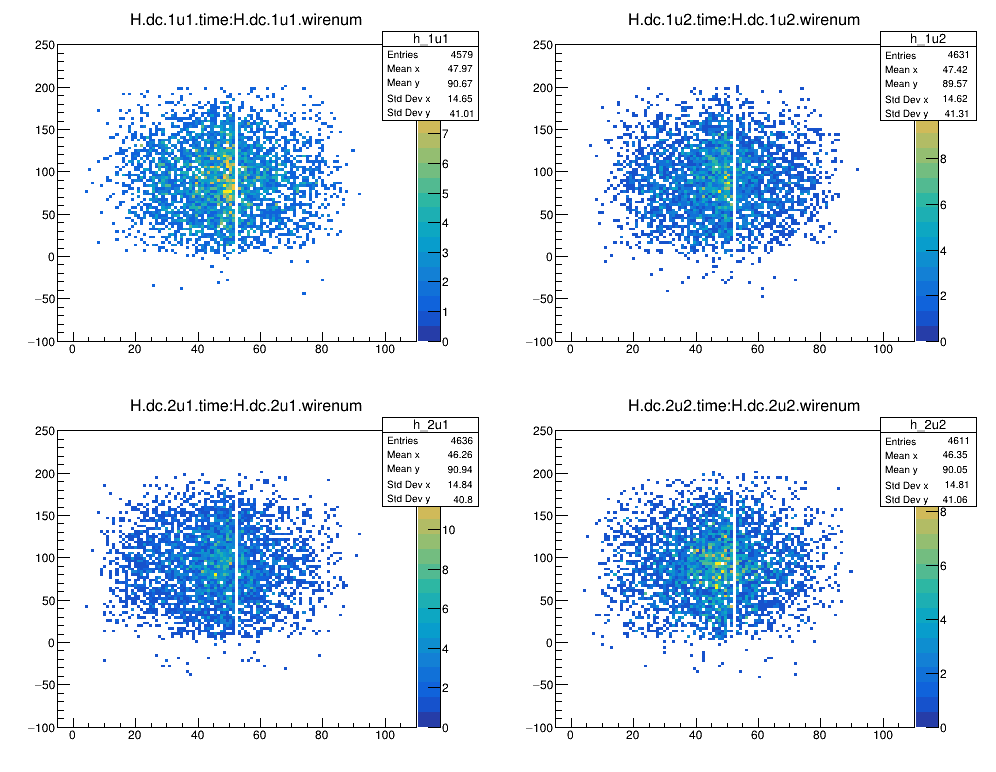 H.dc.1u1.time:H.dc.1u1.wirenum
h_1u1
Entries 4579
Mean x 47.97
Mean y 90.67
Std Dev x 14.65
Std Dev y 41.01
250
200
150
100
50
0
−50
−100
0 20 40 60 80 100
7
6
5
4
3
2
1
0
H.dc.1u2.time:H.dc.1u2.wirenum
h_1u2
Entries 4631
Mean x 47.42
Mean y 89.57
Std Dev x 14.62
Std Dev y 41.31
250
200
150
100
50
0
−50
−100
0 20 40 60 80 100
8
6
4
2
0
H.dc.2u1.time:H.dc.2u1.wirenum
h_2u1
Entries 4636
Mean x 46.26
Mean y 90.94
Std Dev x 14.84
Std Dev y 40.8
250
200
150
100
50
0
−50
−100
0 20 40 60 80 100
10
8
6
4
2
0
H.dc.2u2.time:H.dc.2u2.wirenum
h_2u2
Entries 4611
Mean x 46.35
Mean y 90.05
Std Dev x 14.81
Std Dev y 41.06
250
200
150
100
50
0
−50
−100
0 20 40 60 80 100
8
6
4
2
0